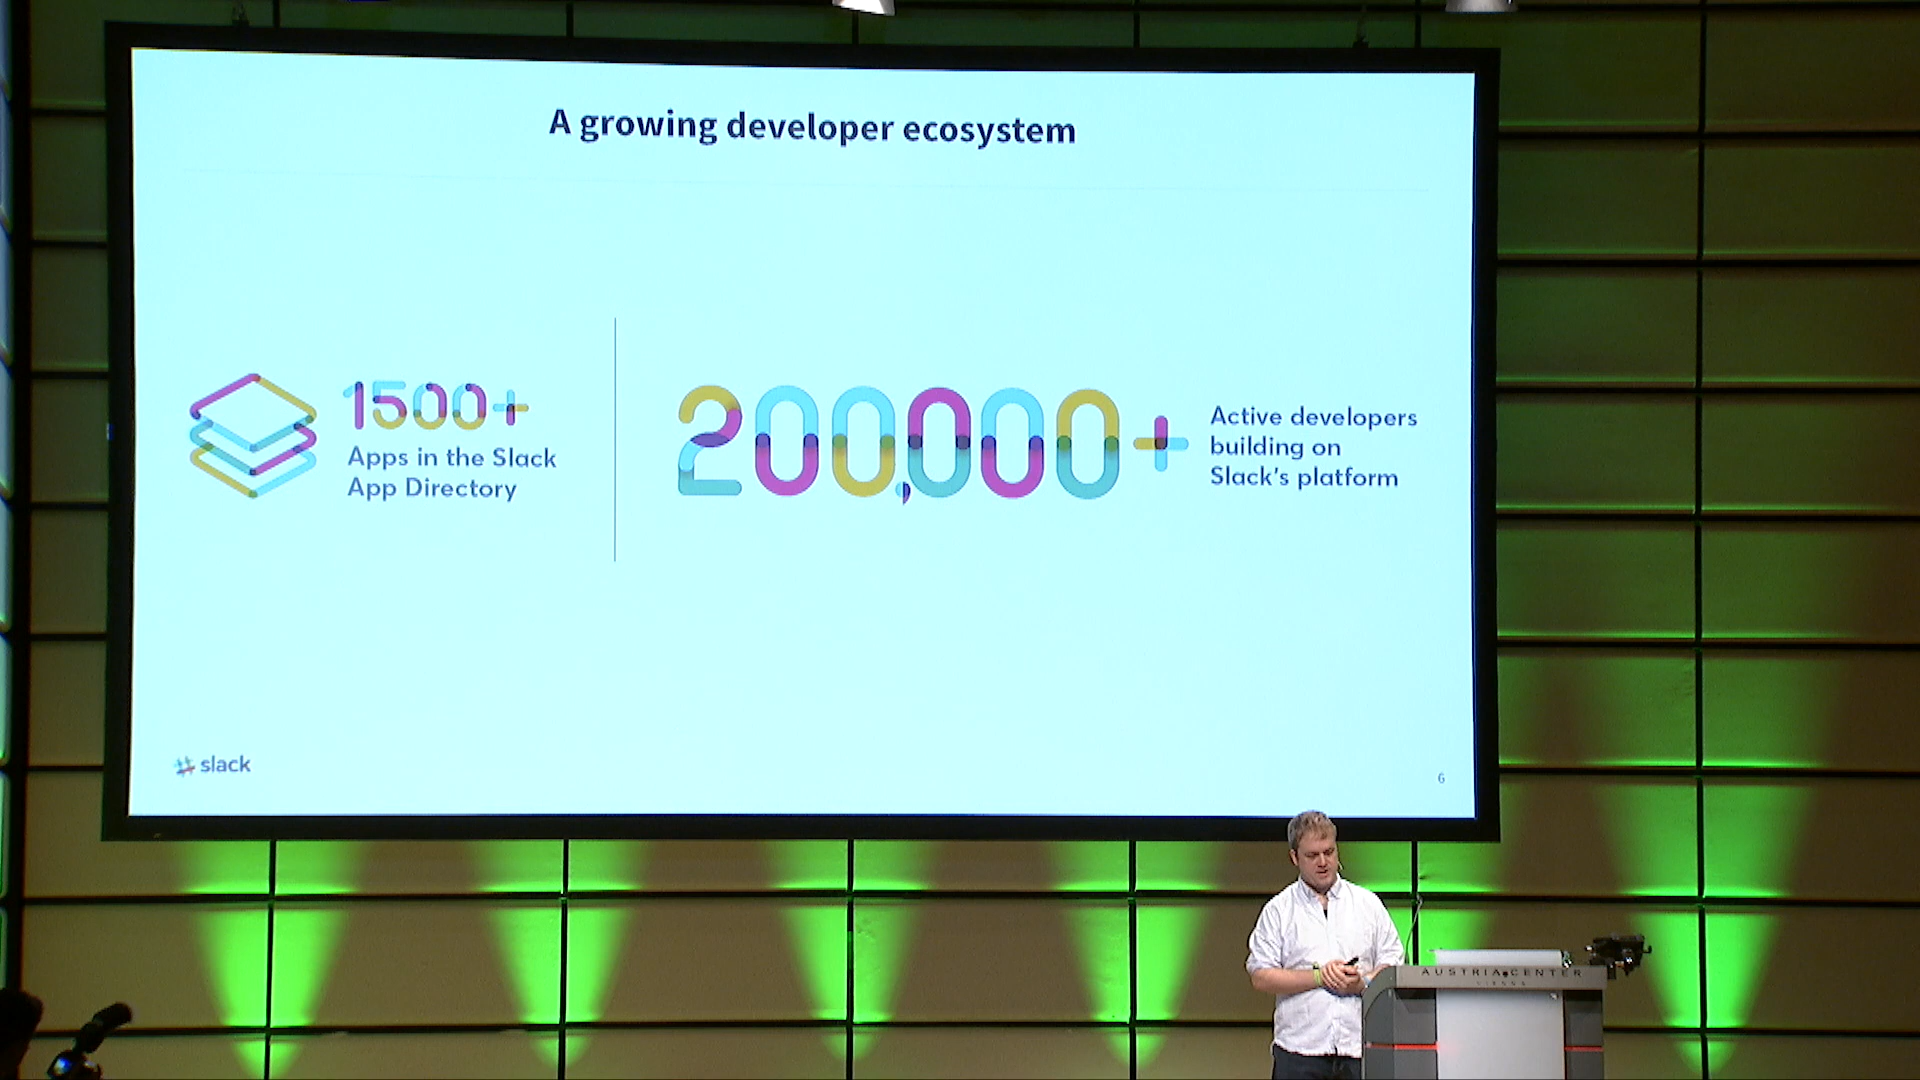 A growing developer ecosystem
1500+
Apps in the Slack
App Directory
200,000+
Active developers
building on
Slack's platform
slack
6
AUSTRIA CENTER